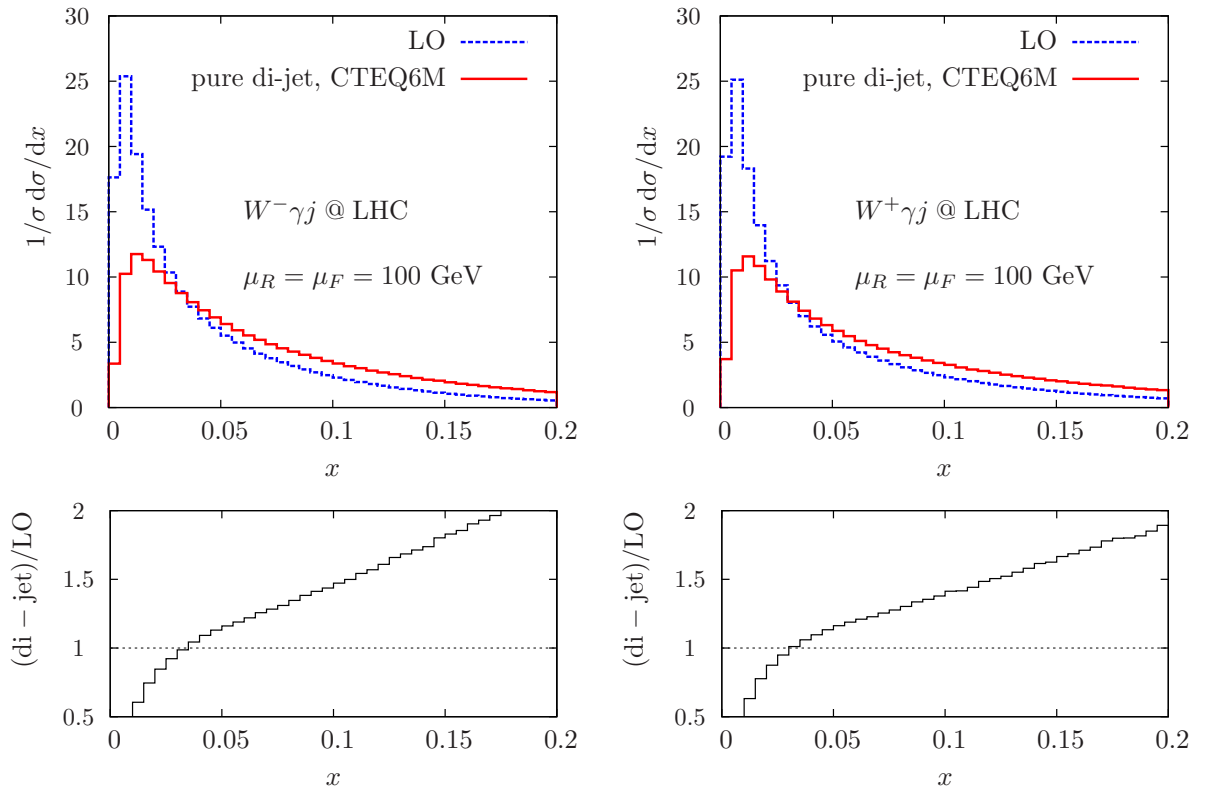 30
25
20
15
10
5
0
1/σ dσ/dx
LO
pure di-jet, CTEQ6M
W⁻γj @ LHC
μ_R = μ_F = 100 GeV
0 0.05 0.1 0.15 0.2
x
30
25
20
15
10
5
0
1/σ dσ/dx
LO
pure di-jet, CTEQ6M
W⁺γj @ LHC
μ_R = μ_F = 100 GeV
0 0.05 0.1 0.15 0.2
x
2
1.5
1
0.5
(di − jet)/LO
0 0.05 0.1 0.15 0.2
x
2
1.5
1
0.5
(di − jet)/LO
0 0.05 0.1 0.15 0.2
x